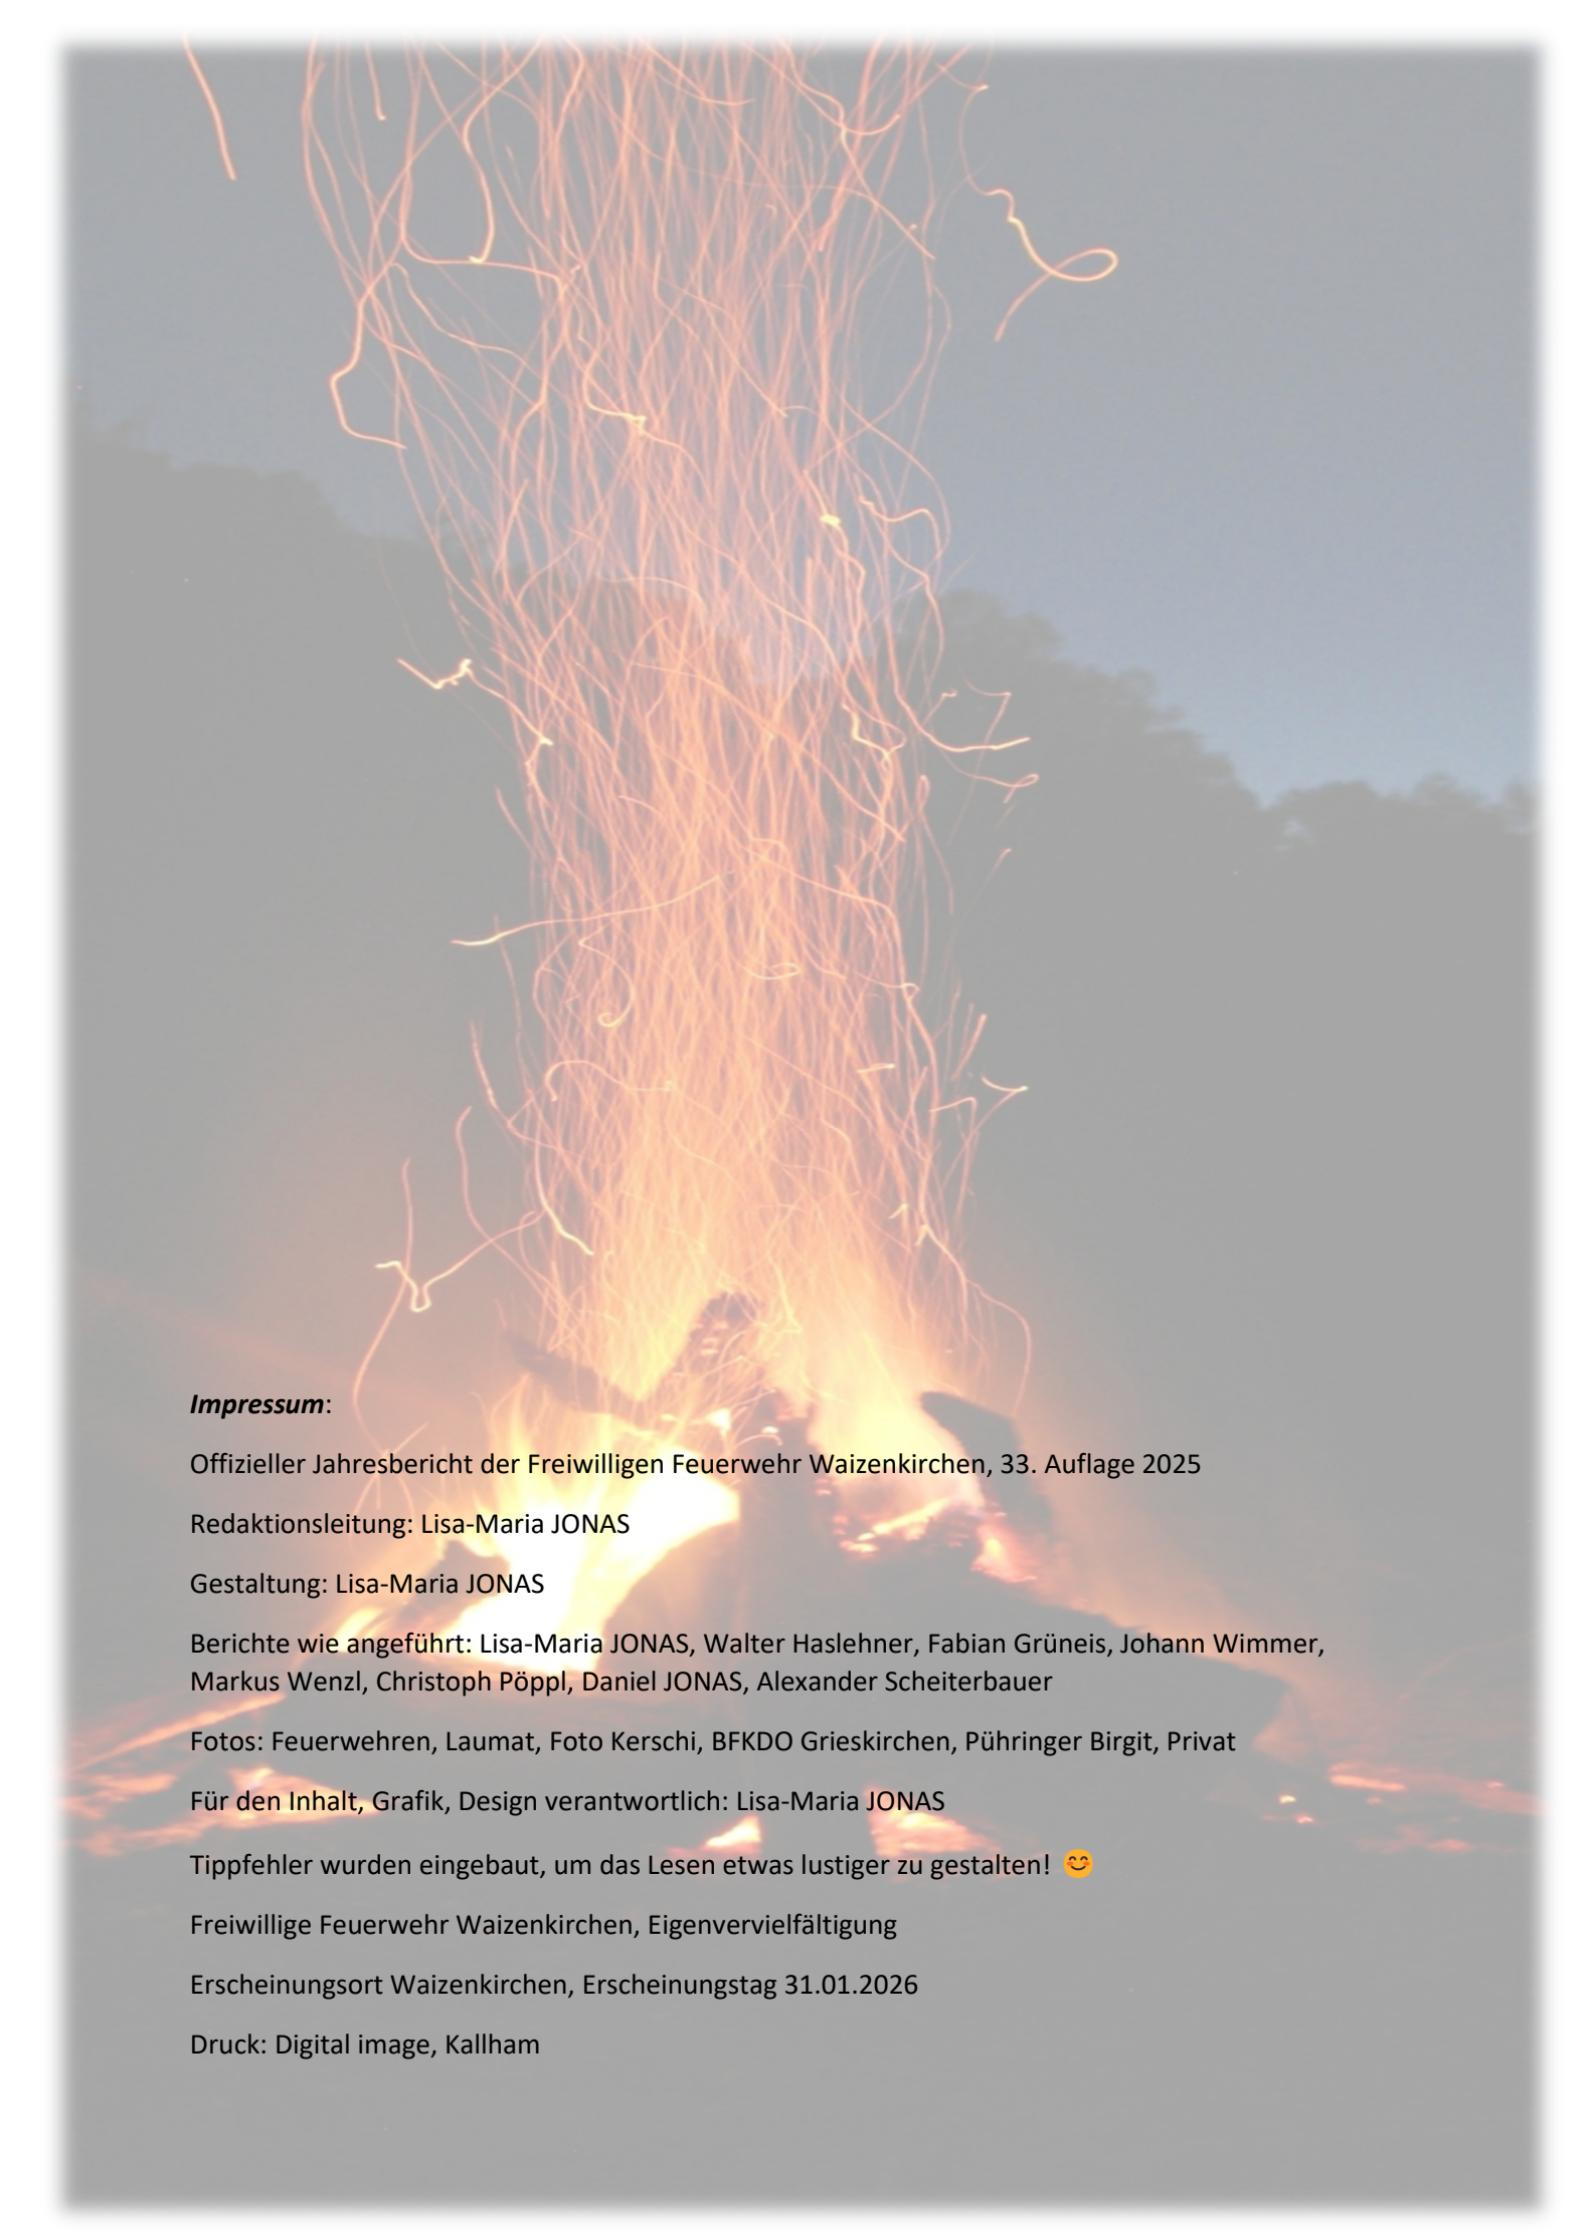 Impressum:
Offizieller Jahresbericht der Freiwilligen Feuerwehr Waizenkirchen, 33. Auflage 2025
Redaktionsleitung: Lisa-Maria JONAS
Gestaltung: Lisa-Maria JONAS
Berichte wie angeführt: Lisa-Maria JONAS, Walter Haslehner, Fabian Grüneis, Johann Wimmer,
Markus Wenzl, Christoph Pöppl, Daniel JONAS, Alexander Scheiterbauer
Fotos: Feuerwehren, Laumat, Foto Kerschi, BFKDO Grieskirchen, Pühringer Birgit, Privat
Für den Inhalt, Grafik, Design verantwortlich: Lisa-Maria JONAS
Tippfehler wurden eingebaut, um das Lesen etwas lustiger zu gestalten! 😊
Freiwillige Feuerwehr Waizenkirchen, Eigenvervielfältigung
Erscheinungsort Waizenkirchen, Erscheinungstag 31.01.2026
Druck: Digital image, Kallham